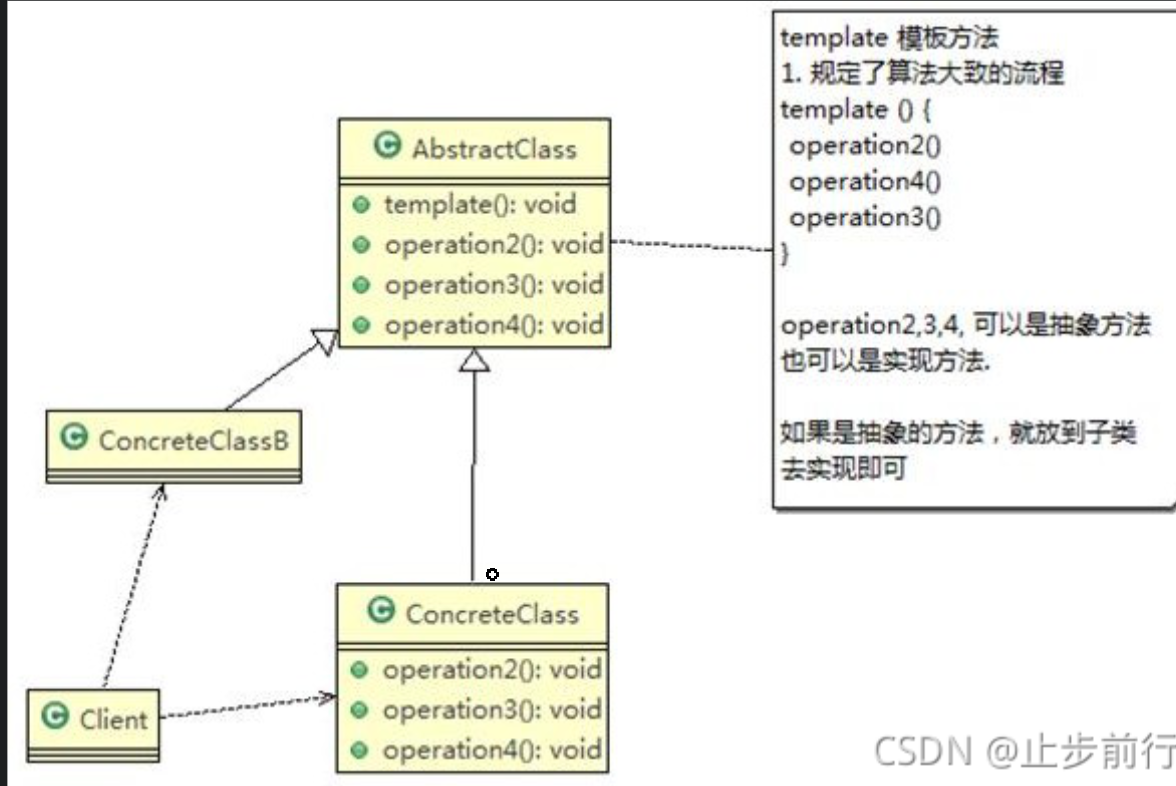 template 模板方法
1. 规定了算法大致的流程
template () {
operation2()
operation4()
operation3()
}
operation2,3,4, 可以是抽象方法
也可以是实现方法.
如果是抽象的方法，就放到子类
去实现即可
AbstractClass
template(): void
operation2(): void
operation3(): void
operation4(): void
ConcreteClassB
ConcreteClass
operation2(): void
operation3(): void
operation4(): void
Client
CSDN @止步前行